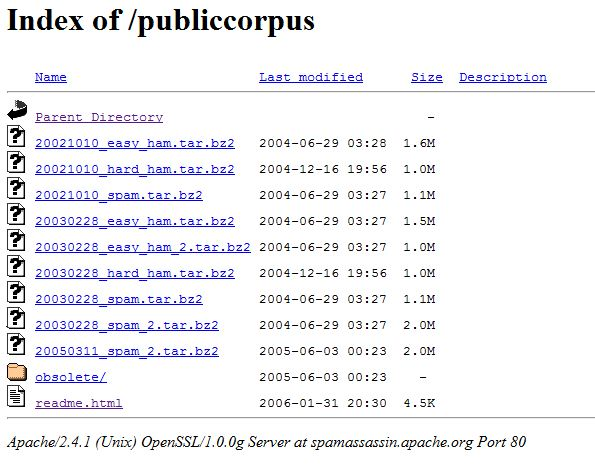 Index of /publiccorpus
Name Last modified Size Description
Parent Directory -
20021010_easy_ham.tar.bz2 2004-06-29 03:28 1.6M
20021010_hard_ham.tar.bz2 2004-12-16 19:56 1.0M
20021010_spam.tar.bz2 2004-06-29 03:27 1.1M
20030228_easy_ham.tar.bz2 2004-06-29 03:27 1.5M
20030228_easy_ham_2.tar.bz2 2004-06-29 03:27 1.0M
20030228_hard_ham.tar.bz2 2004-12-16 19:56 1.0M
20030228_spam.tar.bz2 2004-06-29 03:27 1.1M
20030228_spam_2.tar.bz2 2004-06-29 03:27 2.0M
20050311_spam_2.tar.bz2 2005-06-03 00:23 2.0M
obsolete/ 2005-06-03 00:23 -
readme.html 2006-01-31 20:30 4.5K
Apache/2.4.1 (Unix) OpenSSL/1.0.0g Server at spamassassin.apache.org Port 80